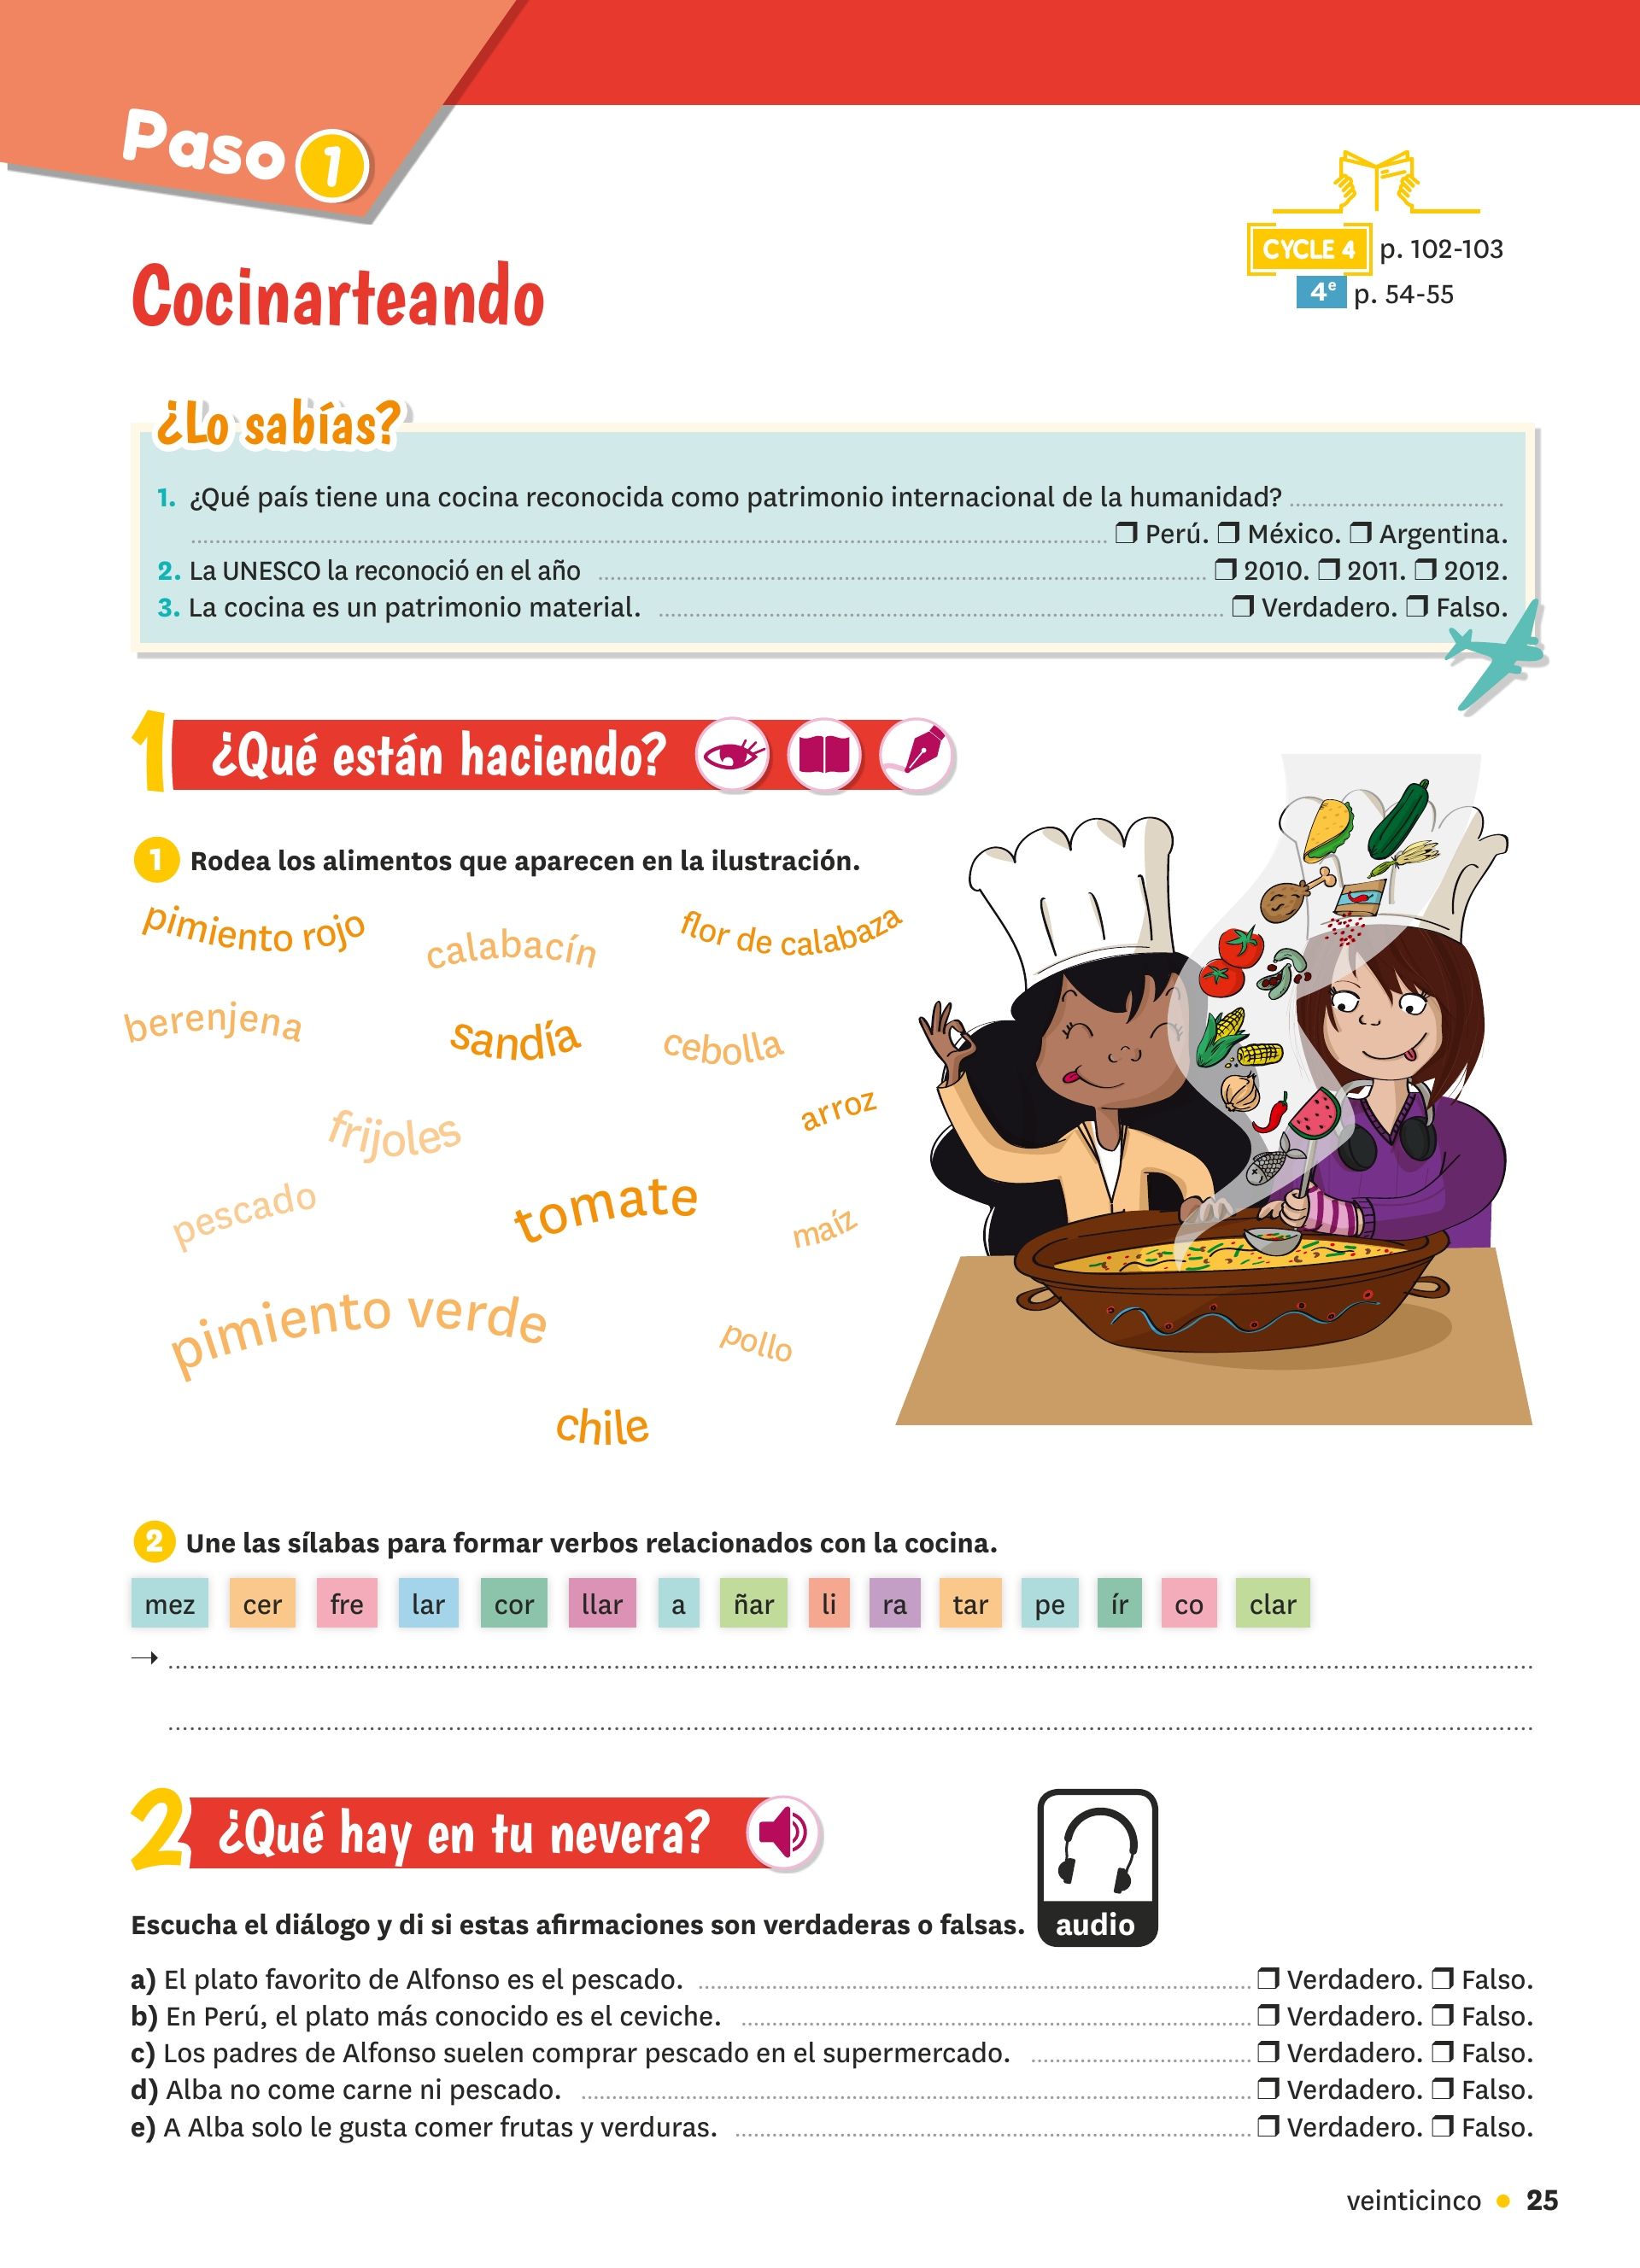 Paso 1
CYCLE 4 p. 102-103
4e p. 54-55
Cocinarteando
¿Lo sabías?
1. ¿Qué país tiene una cocina reconocida como patrimonio internacional de la humanidad?
❒ Perú. ❒ México. ❒ Argentina.
2. La UNESCO la reconoció en el año ❒ 2010. ❒ 2011. ❒ 2012.
3. La cocina es un patrimonio material. ❒ Verdadero. ❒ Falso.
1 ¿Qué están haciendo?
1 Rodea los alimentos que aparecen en la ilustración.
pimiento rojo
calabacín
flor de calabaza
berenjena
sandía
cebolla
arroz
frijoles
pescado
tomate
maíz
pimiento verde
pollo
chile
2 Une las sílabas para formar verbos relacionados con la cocina.
mez cer fre lar cor llar a ñar li ra tar pe ír co clar
2 ¿Qué hay en tu nevera?
audio
Escucha el diálogo y di si estas afirmaciones son verdaderas o falsas.
a) El plato favorito de Alfonso es el pescado. ❒ Verdadero. ❒ Falso.
b) En Perú, el plato más conocido es el ceviche. ❒ Verdadero. ❒ Falso.
c) Los padres de Alfonso suelen comprar pescado en el supermercado. ❒ Verdadero. ❒ Falso.
d) Alba no come carne ni pescado. ❒ Verdadero. ❒ Falso.
e) A Alba solo le gusta comer frutas y verduras. ❒ Verdadero. ❒ Falso.
veinticinco • 25